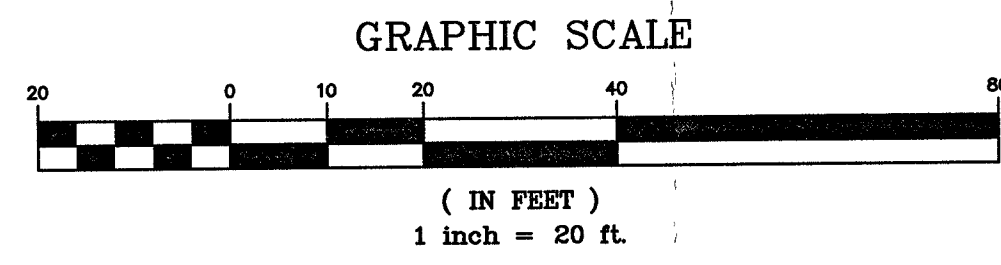 GRAPHIC SCALE
20 0 10 20 40 80
( IN FEET )
1 inch = 20 ft.